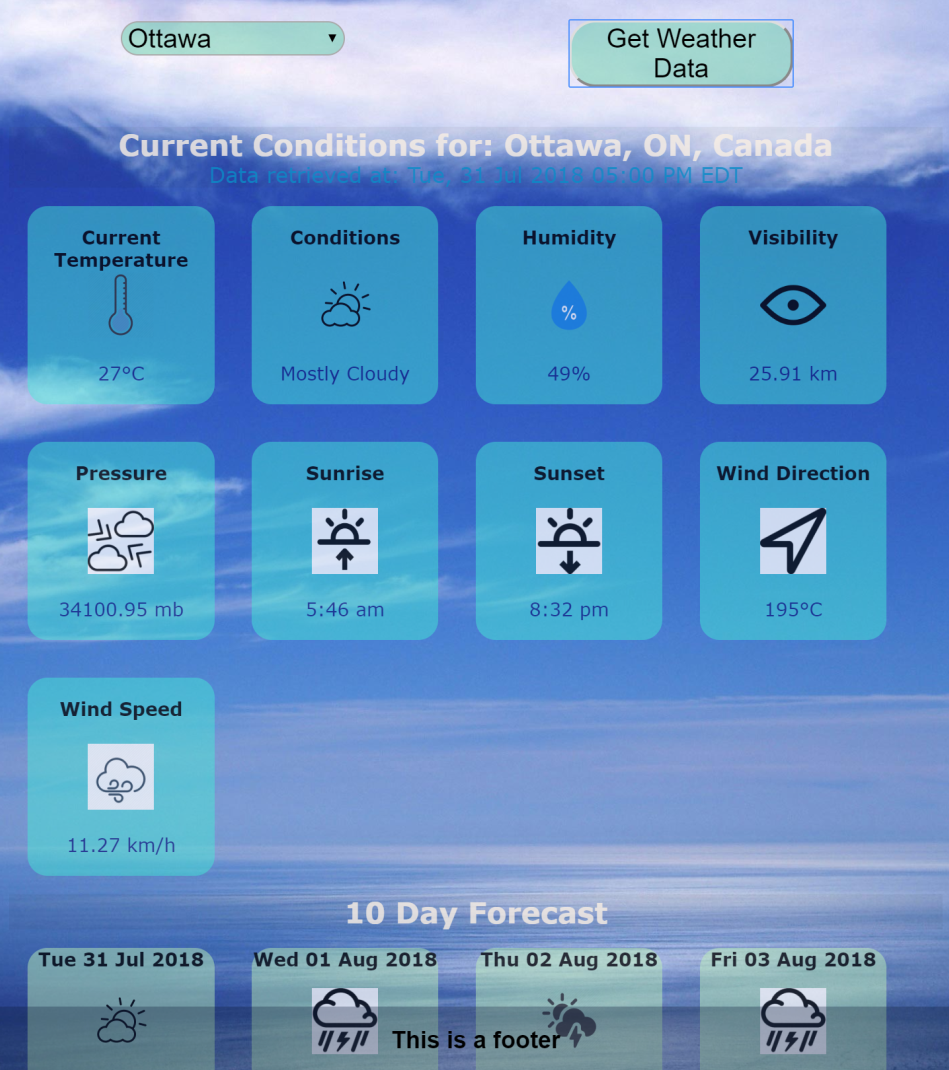 Ottawa
Get Weather
Data
Current Conditions for: Ottawa, ON, Canada
Data retrieved at: Tue, 31 Jul 2018 05:00 PM EDT
Current
Temperature
27°C
Conditions
Mostly Cloudy
Humidity
%
49%
Visibility
25.91 km
Pressure
34100.95 mb
Sunrise
5:46 am
Sunset
8:32 pm
Wind Direction
195°C
Wind Speed
11.27 km/h
10 Day Forecast
Tue 31 Jul 2018
Wed 01 Aug 2018
Thu 02 Aug 2018
Fri 03 Aug 2018
This is a footer